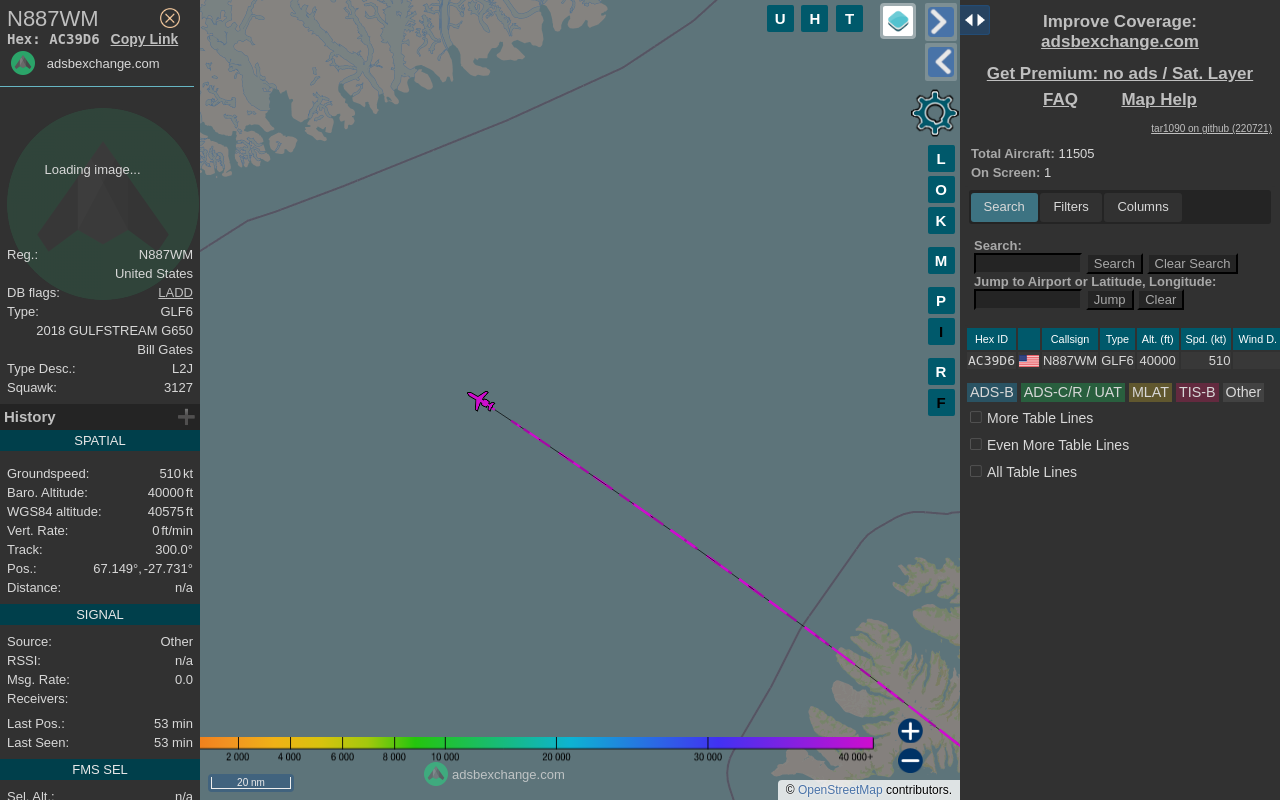 N887WM
Hex: AC39D6 Copy Link
adsbexchange.com
Loading image...
Reg.: N887WM
United States
DB flags: LADD
Type: GLF6
2018 GULFSTREAM G650
Bill Gates
Type Desc.: L2J
Squawk: 3127
History
SPATIAL
Groundspeed: 510 kt
Baro. Altitude: 40000 ft
WGS84 altitude: 40575 ft
Vert. Rate: 0 ft/min
Track: 300.0°
Pos.: 67.149°, -27.731°
Distance: n/a
SIGNAL
Source: Other
RSSI: n/a
Msg. Rate: 0.0
Receivers:
Last Pos.: 53 min
Last Seen: 53 min
FMS SEL
Sel. Alt.: n/a
U H T
L
O
K
M
P
I
R
F
2 000 4 000 6 000 8 000 10 000 20 000 30 000 40 000+
adsbexchange.com
20 nm
© OpenStreetMap contributors.
Improve Coverage:
adsbexchange.com
Get Premium: no ads / Sat. Layer
FAQ Map Help
tar1090 on github (220721)
Total Aircraft: 11505
On Screen: 1
Search Filters Columns
Search:
Search Clear Search
Jump to Airport or Latitude, Longitude:
Jump Clear
Hex ID Callsign Type Alt. (ft) Spd. (kt) Wind D.
AC39D6 N887WM GLF6 40000 510
ADS-B ADS-C/R / UAT MLAT TIS-B Other
More Table Lines
Even More Table Lines
All Table Lines